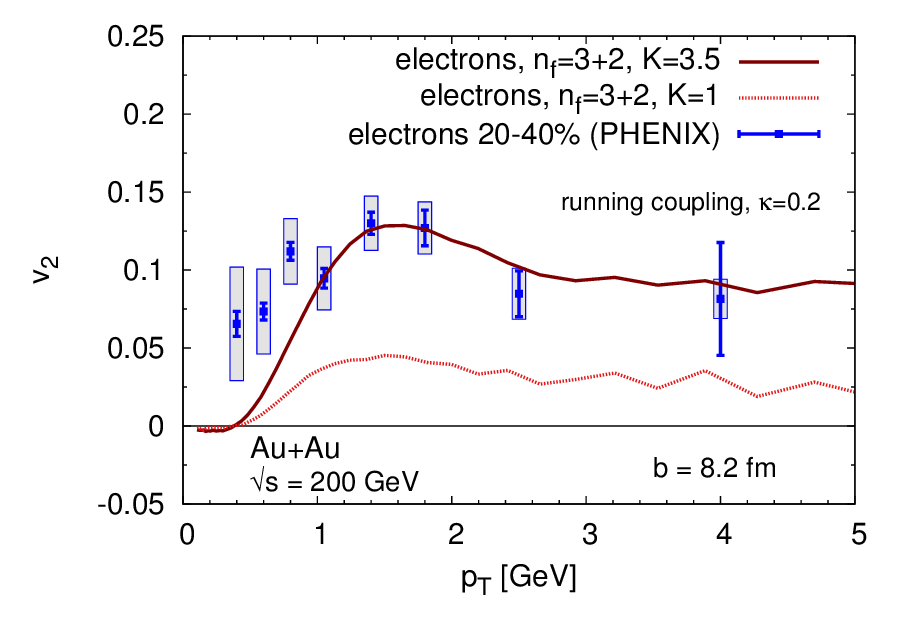 electrons, nf=3+2, K=3.5
electrons, nf=3+2, K=1
electrons 20-40% (PHENIX)
running coupling, κ=0.2
0.25
0.2
0.15
0.1
0.05
0
-0.05
v2
Au+Au
√s = 200 GeV
b = 8.2 fm
0 1 2 3 4 5
pT [GeV]